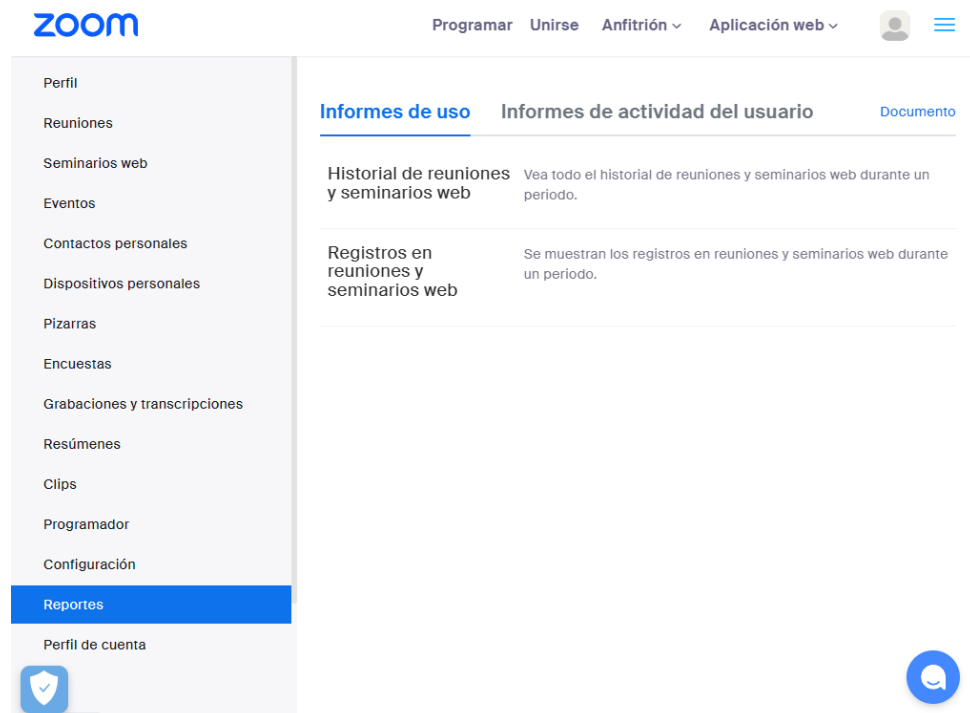 zoom
Programar Unirse Anfitrión Aplicación web
Perfil
Reuniones
Seminarios web
Eventos
Contactos personales
Dispositivos personales
Pizarras
Encuestas
Grabaciones y transcripciones
Resúmenes
Clips
Programador
Configuración
Reportes
Perfil de cuenta
Informes de uso Informes de actividad del usuario Documento
Historial de reuniones
y seminarios web
Vea todo el historial de reuniones y seminarios web durante un
periodo.
Registros en
reuniones y
seminarios web
Se muestran los registros en reuniones y seminarios web durante
un periodo.